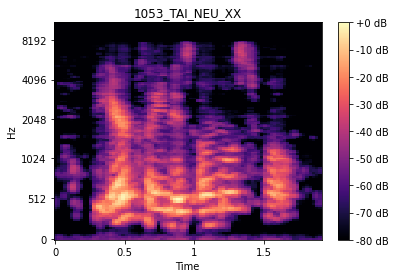 1053_TAI_NEU_XX
8192
4096
2048
1024
512
0
Hz
0
0.5
1
1.5
Time
+0 dB
-10 dB
-20 dB
-30 dB
-40 dB
-50 dB
-60 dB
-70 dB
-80 dB